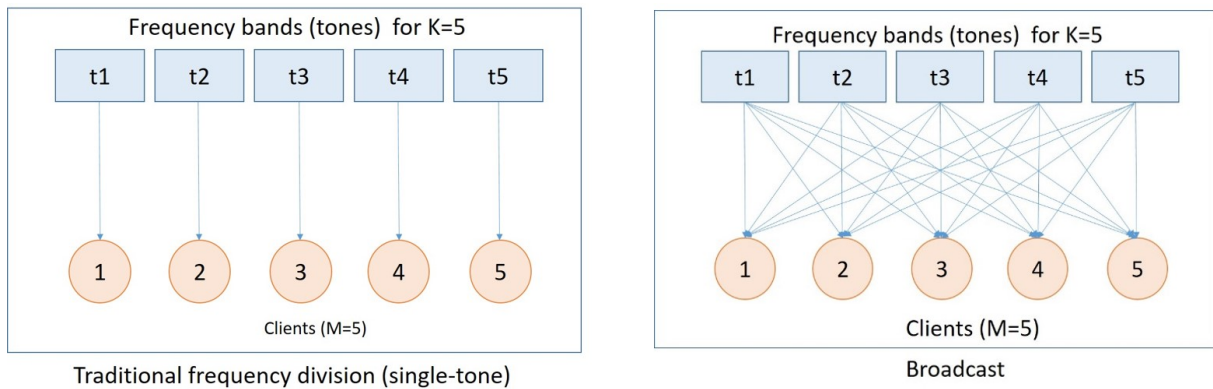 Frequency bands (tones) for K=5
t1 t2 t3 t4 t5
1 2 3 4 5
Clients (M=5)
Traditional frequency division (single-tone)
Frequency bands (tones) for K=5
t1 t2 t3 t4 t5
1 2 3 4 5
Clients (M=5)
Broadcast